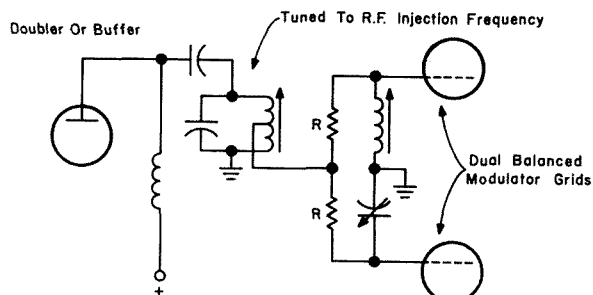 Doubler Or Buffer
Tuned To R.F. Injection Frequency
R
R
Dual Balanced
Modulator Grids
+